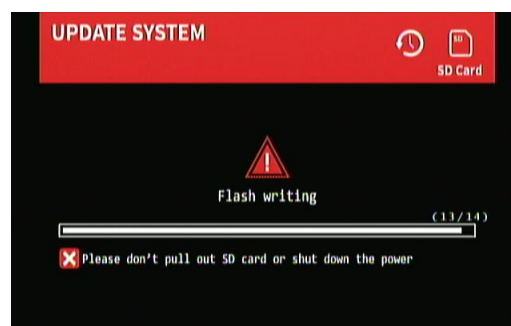 UPDATE SYSTEM
SD
SD Card
!
Flash writing
(13/14)
Please don't pull out SD card or shut down the power